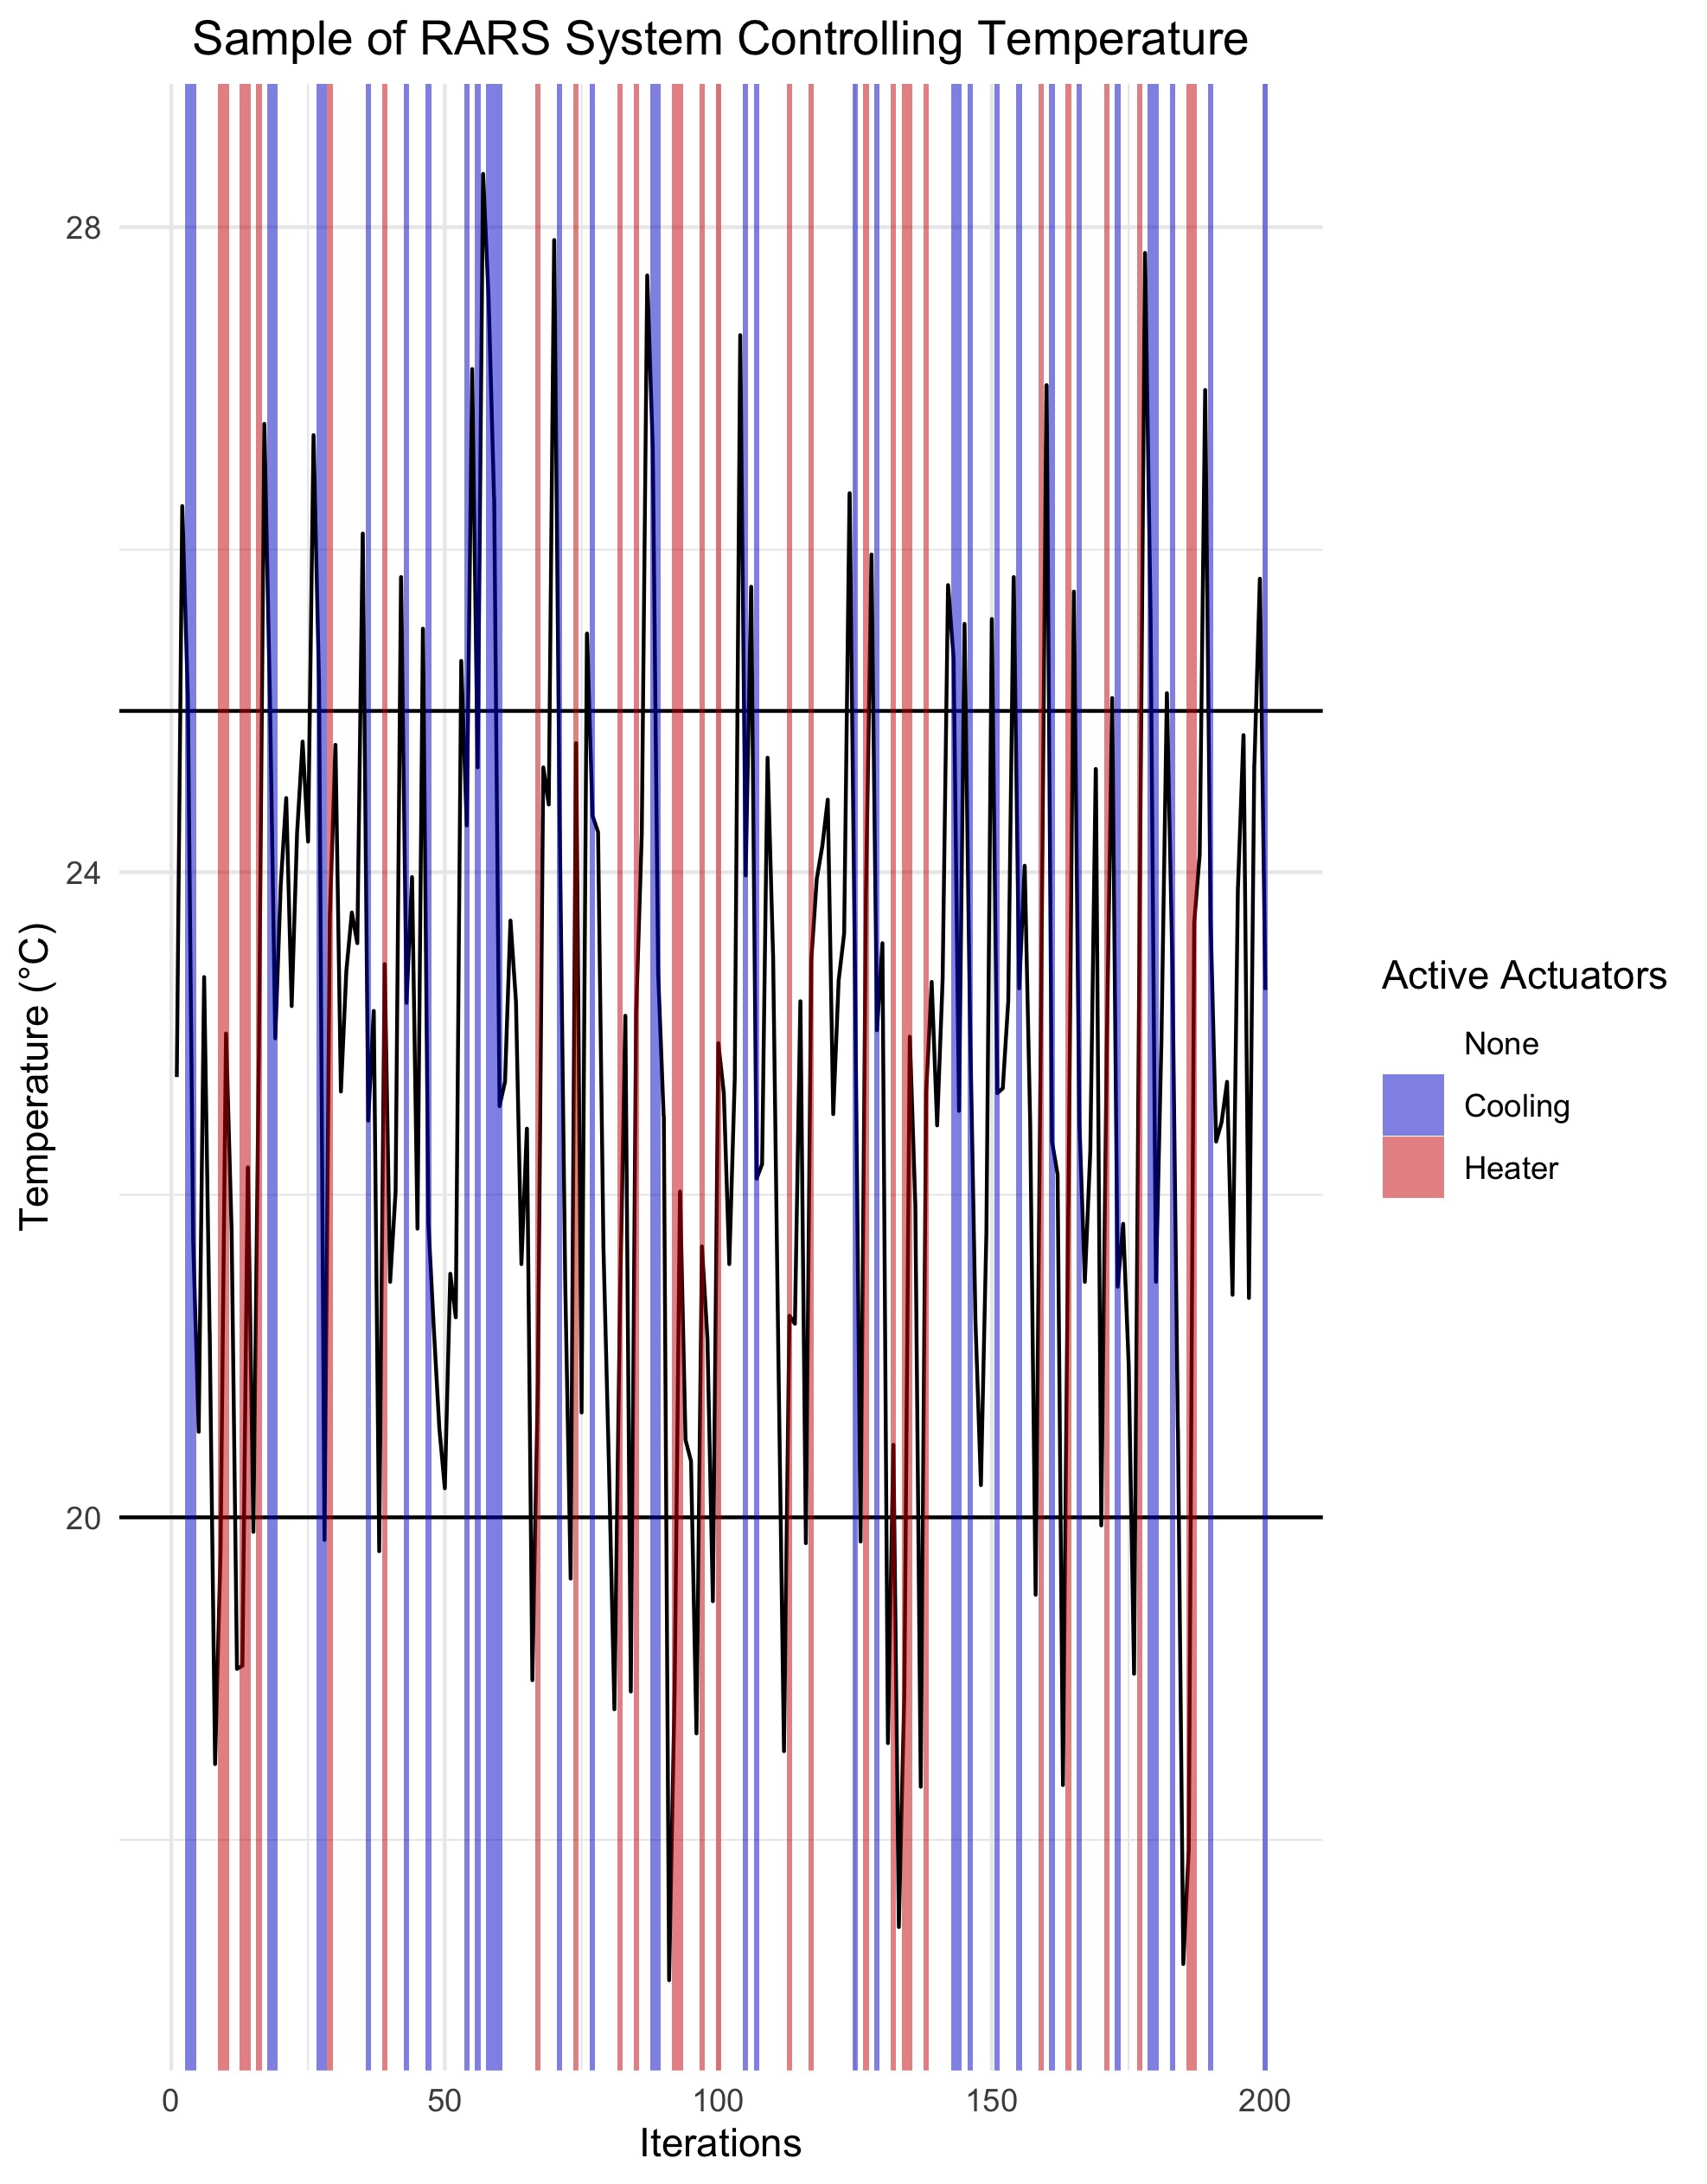 Sample of RARS System Controlling Temperature
28
24
20
Temperature (°C)
0 50 100 150 200
Iterations
Active Actuators
None
Cooling
Heater